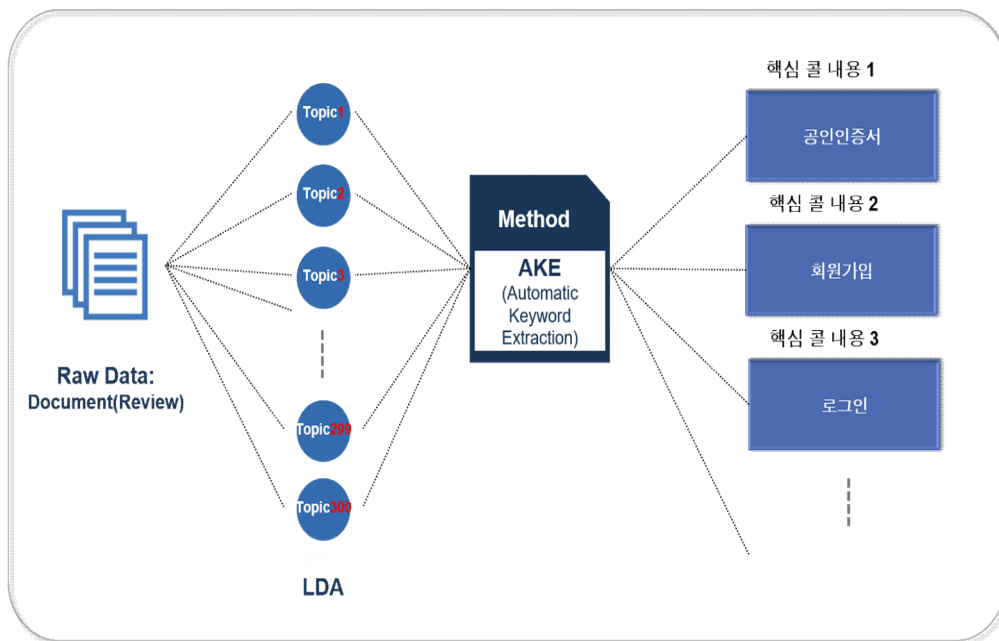 Raw Data:
Document(Review)
Topic1
Topic2
Topic3
Topic299
Topic300
LDA
Method
AKE
(Automatic
Keyword
Extraction)
핵심 콜 내용 1
공인인증서
핵심 콜 내용 2
회원가입
핵심 콜 내용 3
로그인